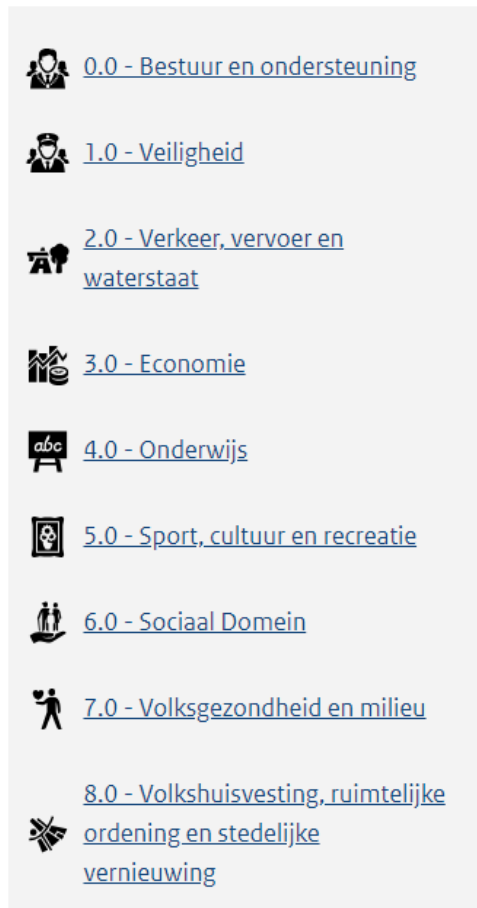 0.0 - Bestuur en ondersteuning
1.0 - Veiligheid
2.0 - Verkeer, vervoer en
waterstaat
3.0 - Economie
abc
4.0 - Onderwijs
5.0 - Sport, cultuur en recreatie
6.0 - Sociaal Domein
7.0 - Volksgezondheid en milieu
8.0 - Volkshuisvesting, ruimtelijke
ordening en stedelijke
vernieuwing